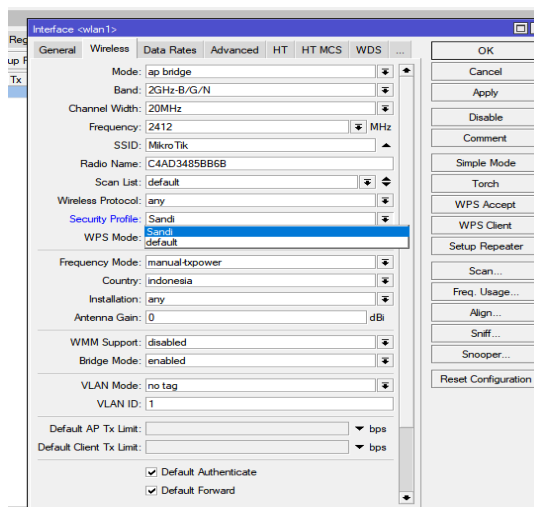 Interface <wlan1>
Reg
up F
Tx
General Wireless Data Rates Advanced HT HT MCS WDS ...
Mode: ap bridge
Band: 2GHz-B/G/N
Channel Width: 20MHz
Frequency: 2412 MHz
SSID: MikroTik
Radio Name: C4AD3485BB6B
Scan List: default
Wireless Protocol: any
Security Profile: Sandi
Sandi
WPS Mode: default
Frequency Mode: manual-txpower
Country: indonesia
Installation: any
Antenna Gain: 0 dBi
WMM Support: disabled
Bridge Mode: enabled
VLAN Mode: no tag
VLAN ID: 1
Default AP Tx Limit: bps
Default Client Tx Limit: bps
Default Authenticate
Default Forward
OK
Cancel
Apply
Disable
Comment
Simple Mode
Torch
WPS Accept
WPS Client
Setup Repeater
Scan...
Freq. Usage...
Align...
Sniff...
Snooper...
Reset Configuration